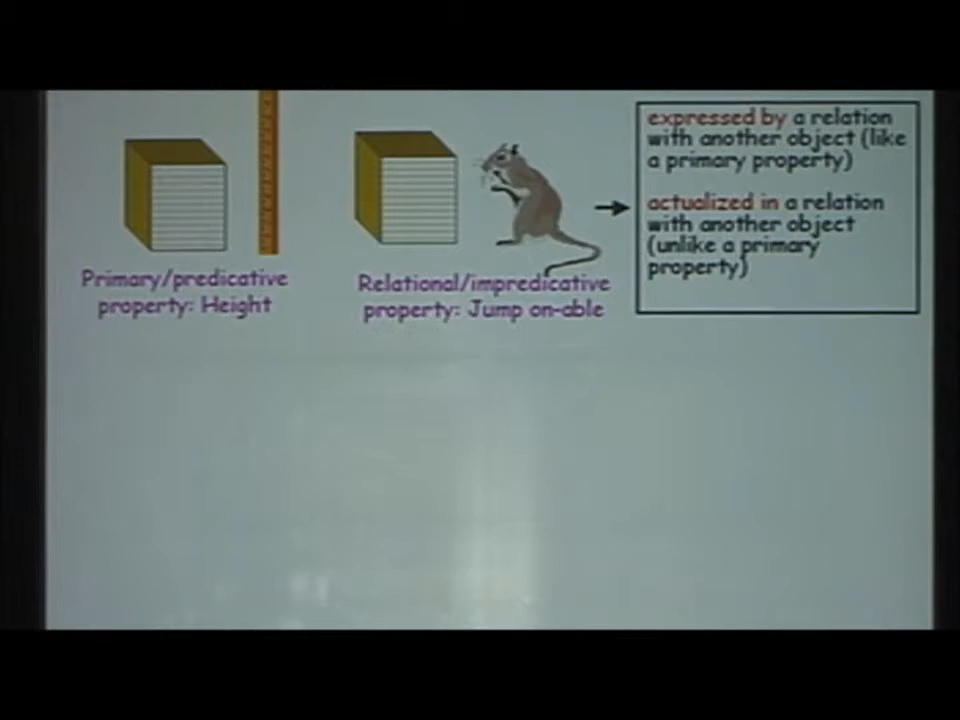 Primary/predicative
property: Height
Relational/impredicative
property: Jump on-able
expressed by a relation
with another object (like
a primary property)
actualized in a relation
with another object
(unlike a primary
property)